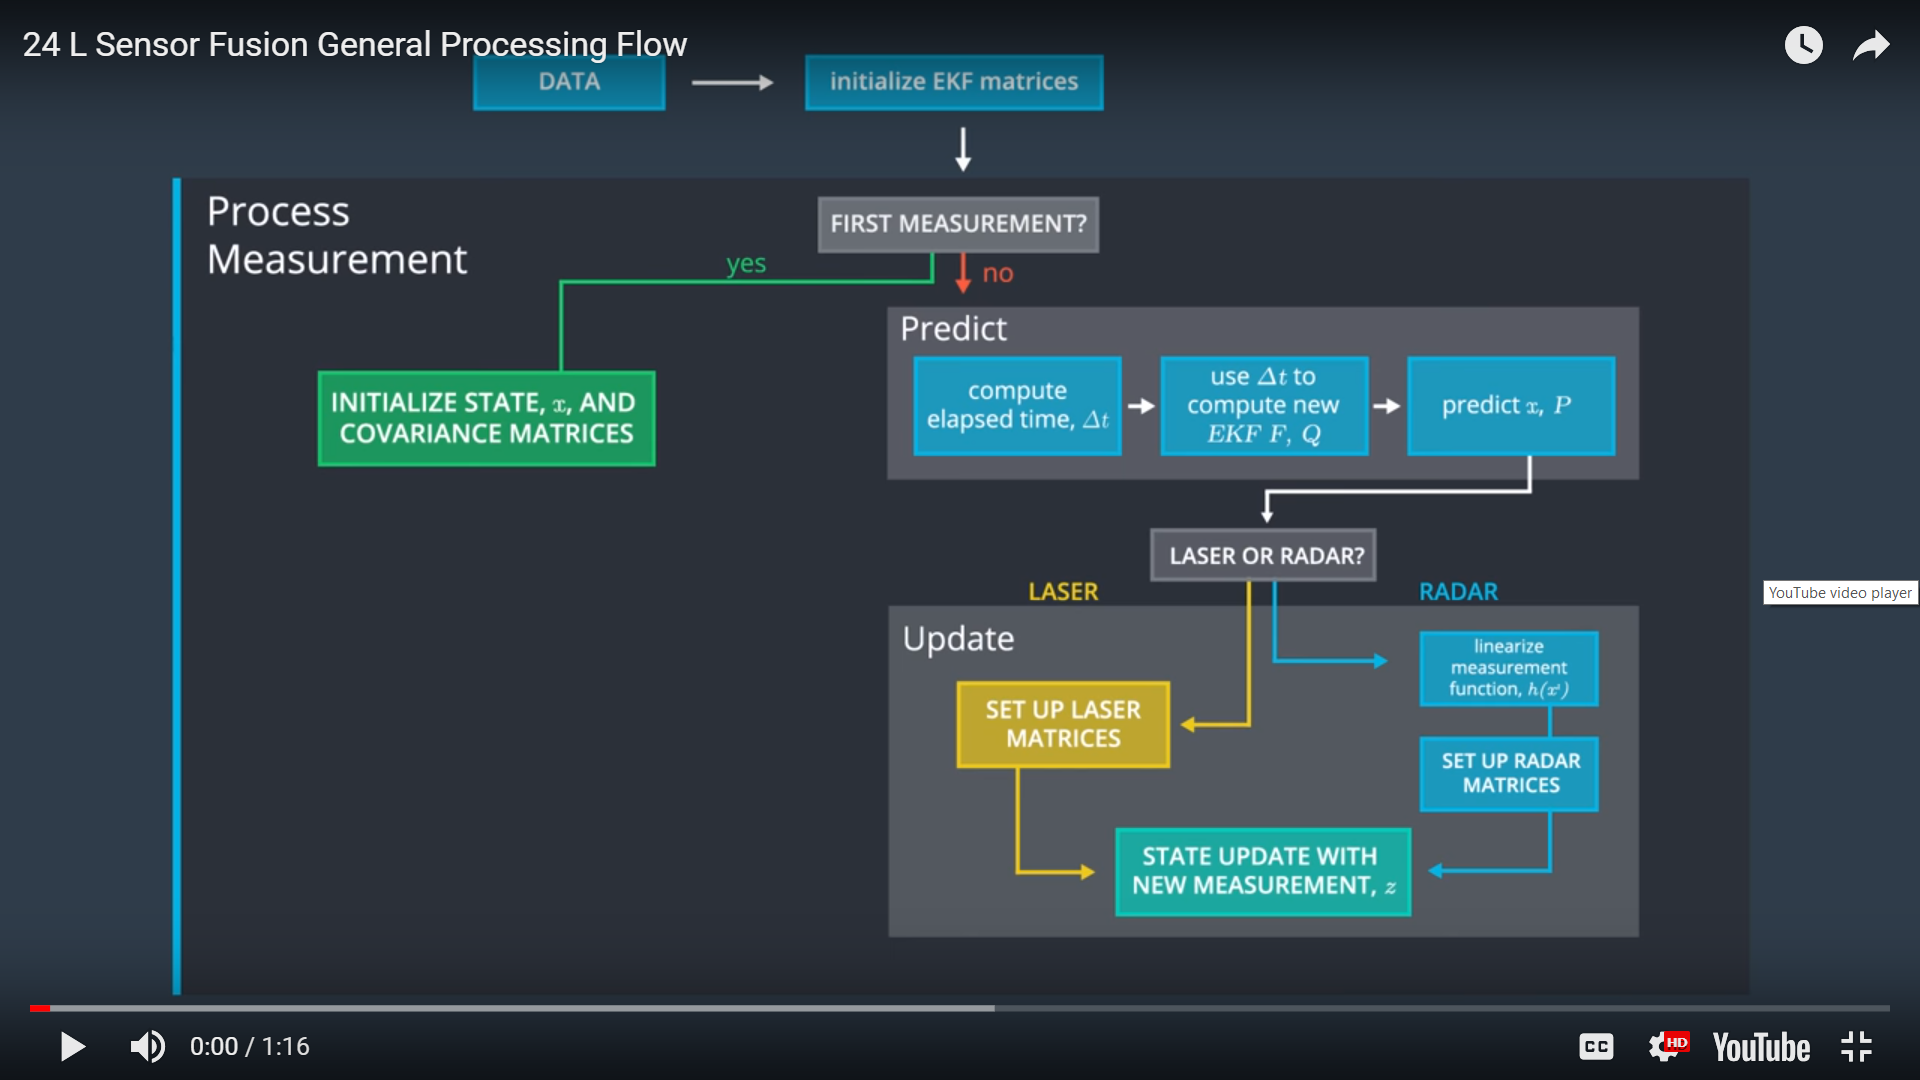 24 L Sensor Fusion General Processing Flow
DATA
initialize EKF matrices
Process
Measurement
FIRST MEASUREMENT?
yes
no
INITIALIZE STATE, x, AND
COVARIANCE MATRICES
Predict
compute
elapsed time, Δt
use Δt to
compute new
EKF F, Q
predict x, P
LASER OR RADAR?
LASER
RADAR
Update
SET UP LASER
MATRICES
linearize
measurement
function, h(x')
SET UP RADAR
MATRICES
STATE UPDATE WITH
NEW MEASUREMENT, z
YouTube video player
0:00 / 1:16
CC
HD
YouTube